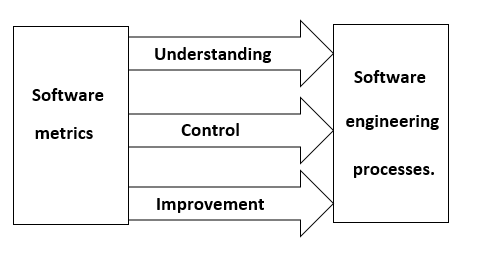 Software
metrics
Understanding
Control
Improvement
Software
engineering
processes.